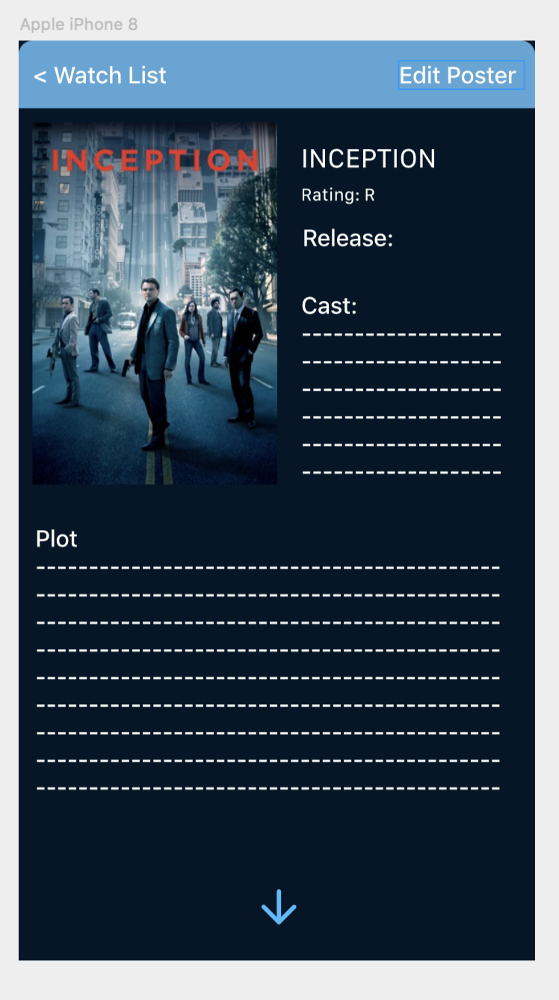 Apple iPhone 8
< Watch List
Edit Poster
INCEPTION
INCEPTION
Rating: R
Release:
Cast:
Plot